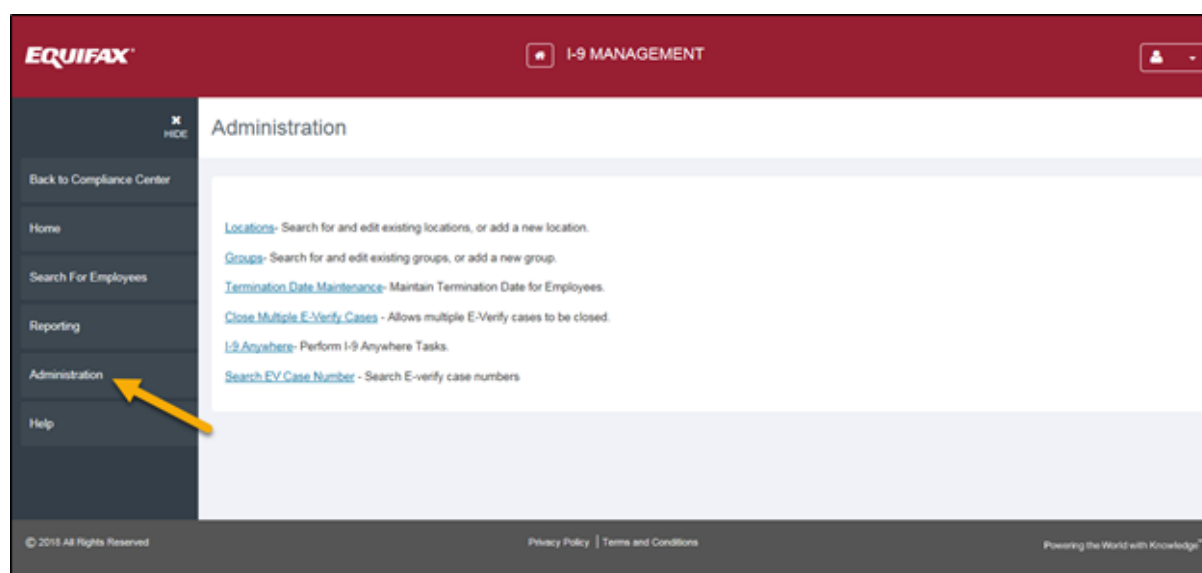 EQUIFAX
I-9 MANAGEMENT
HIDE
Administration
Back to Compliance Center
Home
Search For Employees
Reporting
Administration
Help
Locations- Search for and edit existing locations, or add a new location.
Groups- Search for and edit existing groups, or add a new group.
Termination Date Maintenance- Maintain Termination Date for Employees.
Close Multiple E-Verify Cases - Allows multiple E-Verify cases to be closed.
I-9 Anywhere- Perform I-9 Anywhere Tasks.
Search EV Case Number - Search E-verify case numbers
© 2018 All Rights Reserved
Privacy Policy | Terms and Conditions
Powering the World with Knowledge™